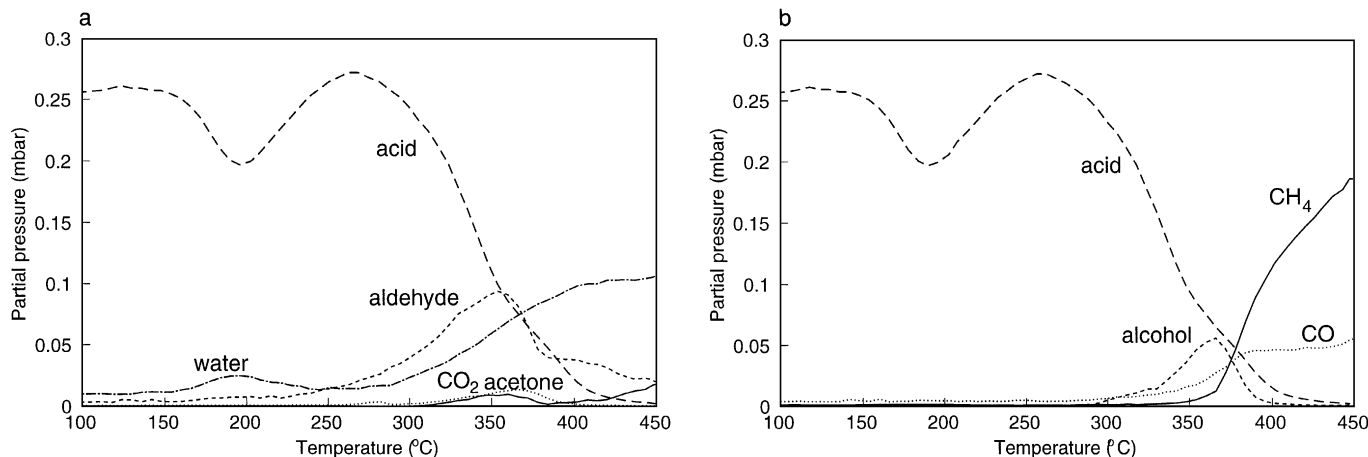 a
0.3
0.25
0.2
0.15
0.1
0.05
0
Partial pressure (mbar)
acid
aldehyde
water
CO2 acetone
100 150 200 250 300 350 400 450
Temperature (°C)
b
0.3
0.25
0.2
0.15
0.1
0.05
0
Partial pressure (mbar)
acid
CH4
alcohol
CO
100 150 200 250 300 350 400 450
Temperature (°C)